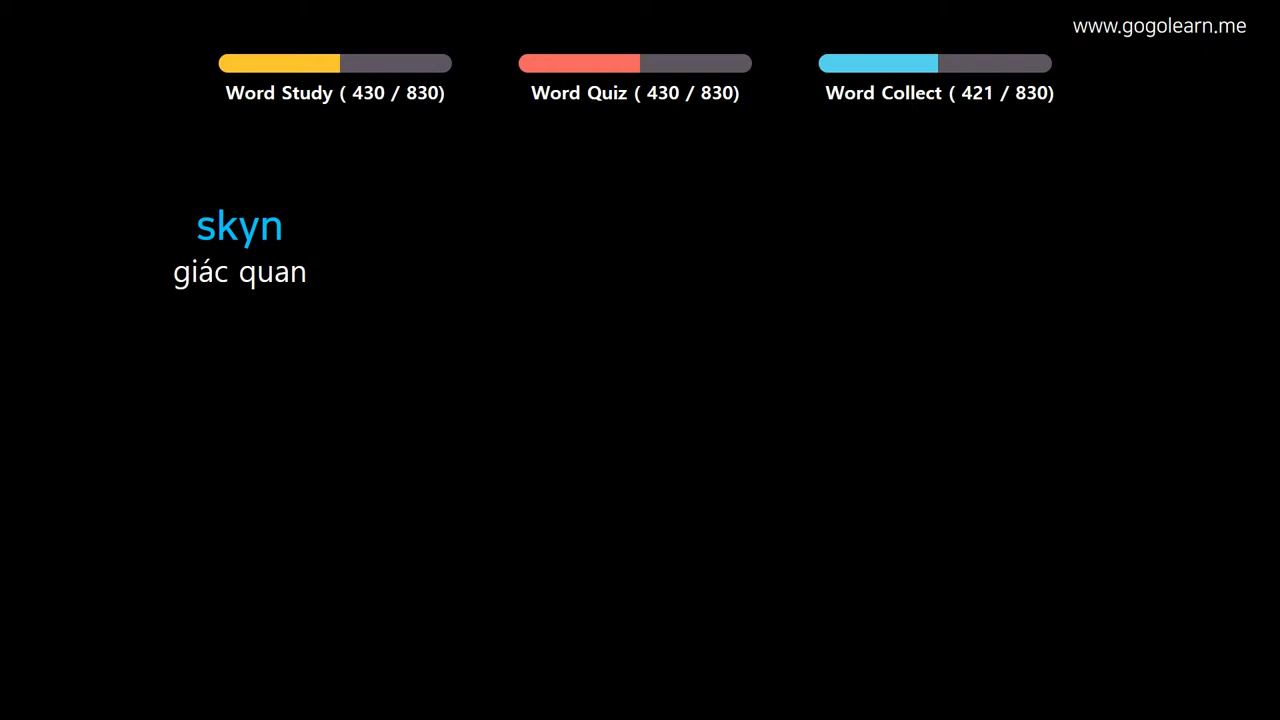 www.gogolearn.me
Word Study ( 430 / 830)
Word Quiz ( 430 / 830)
Word Collect ( 421 / 830)
skyn
giác quan